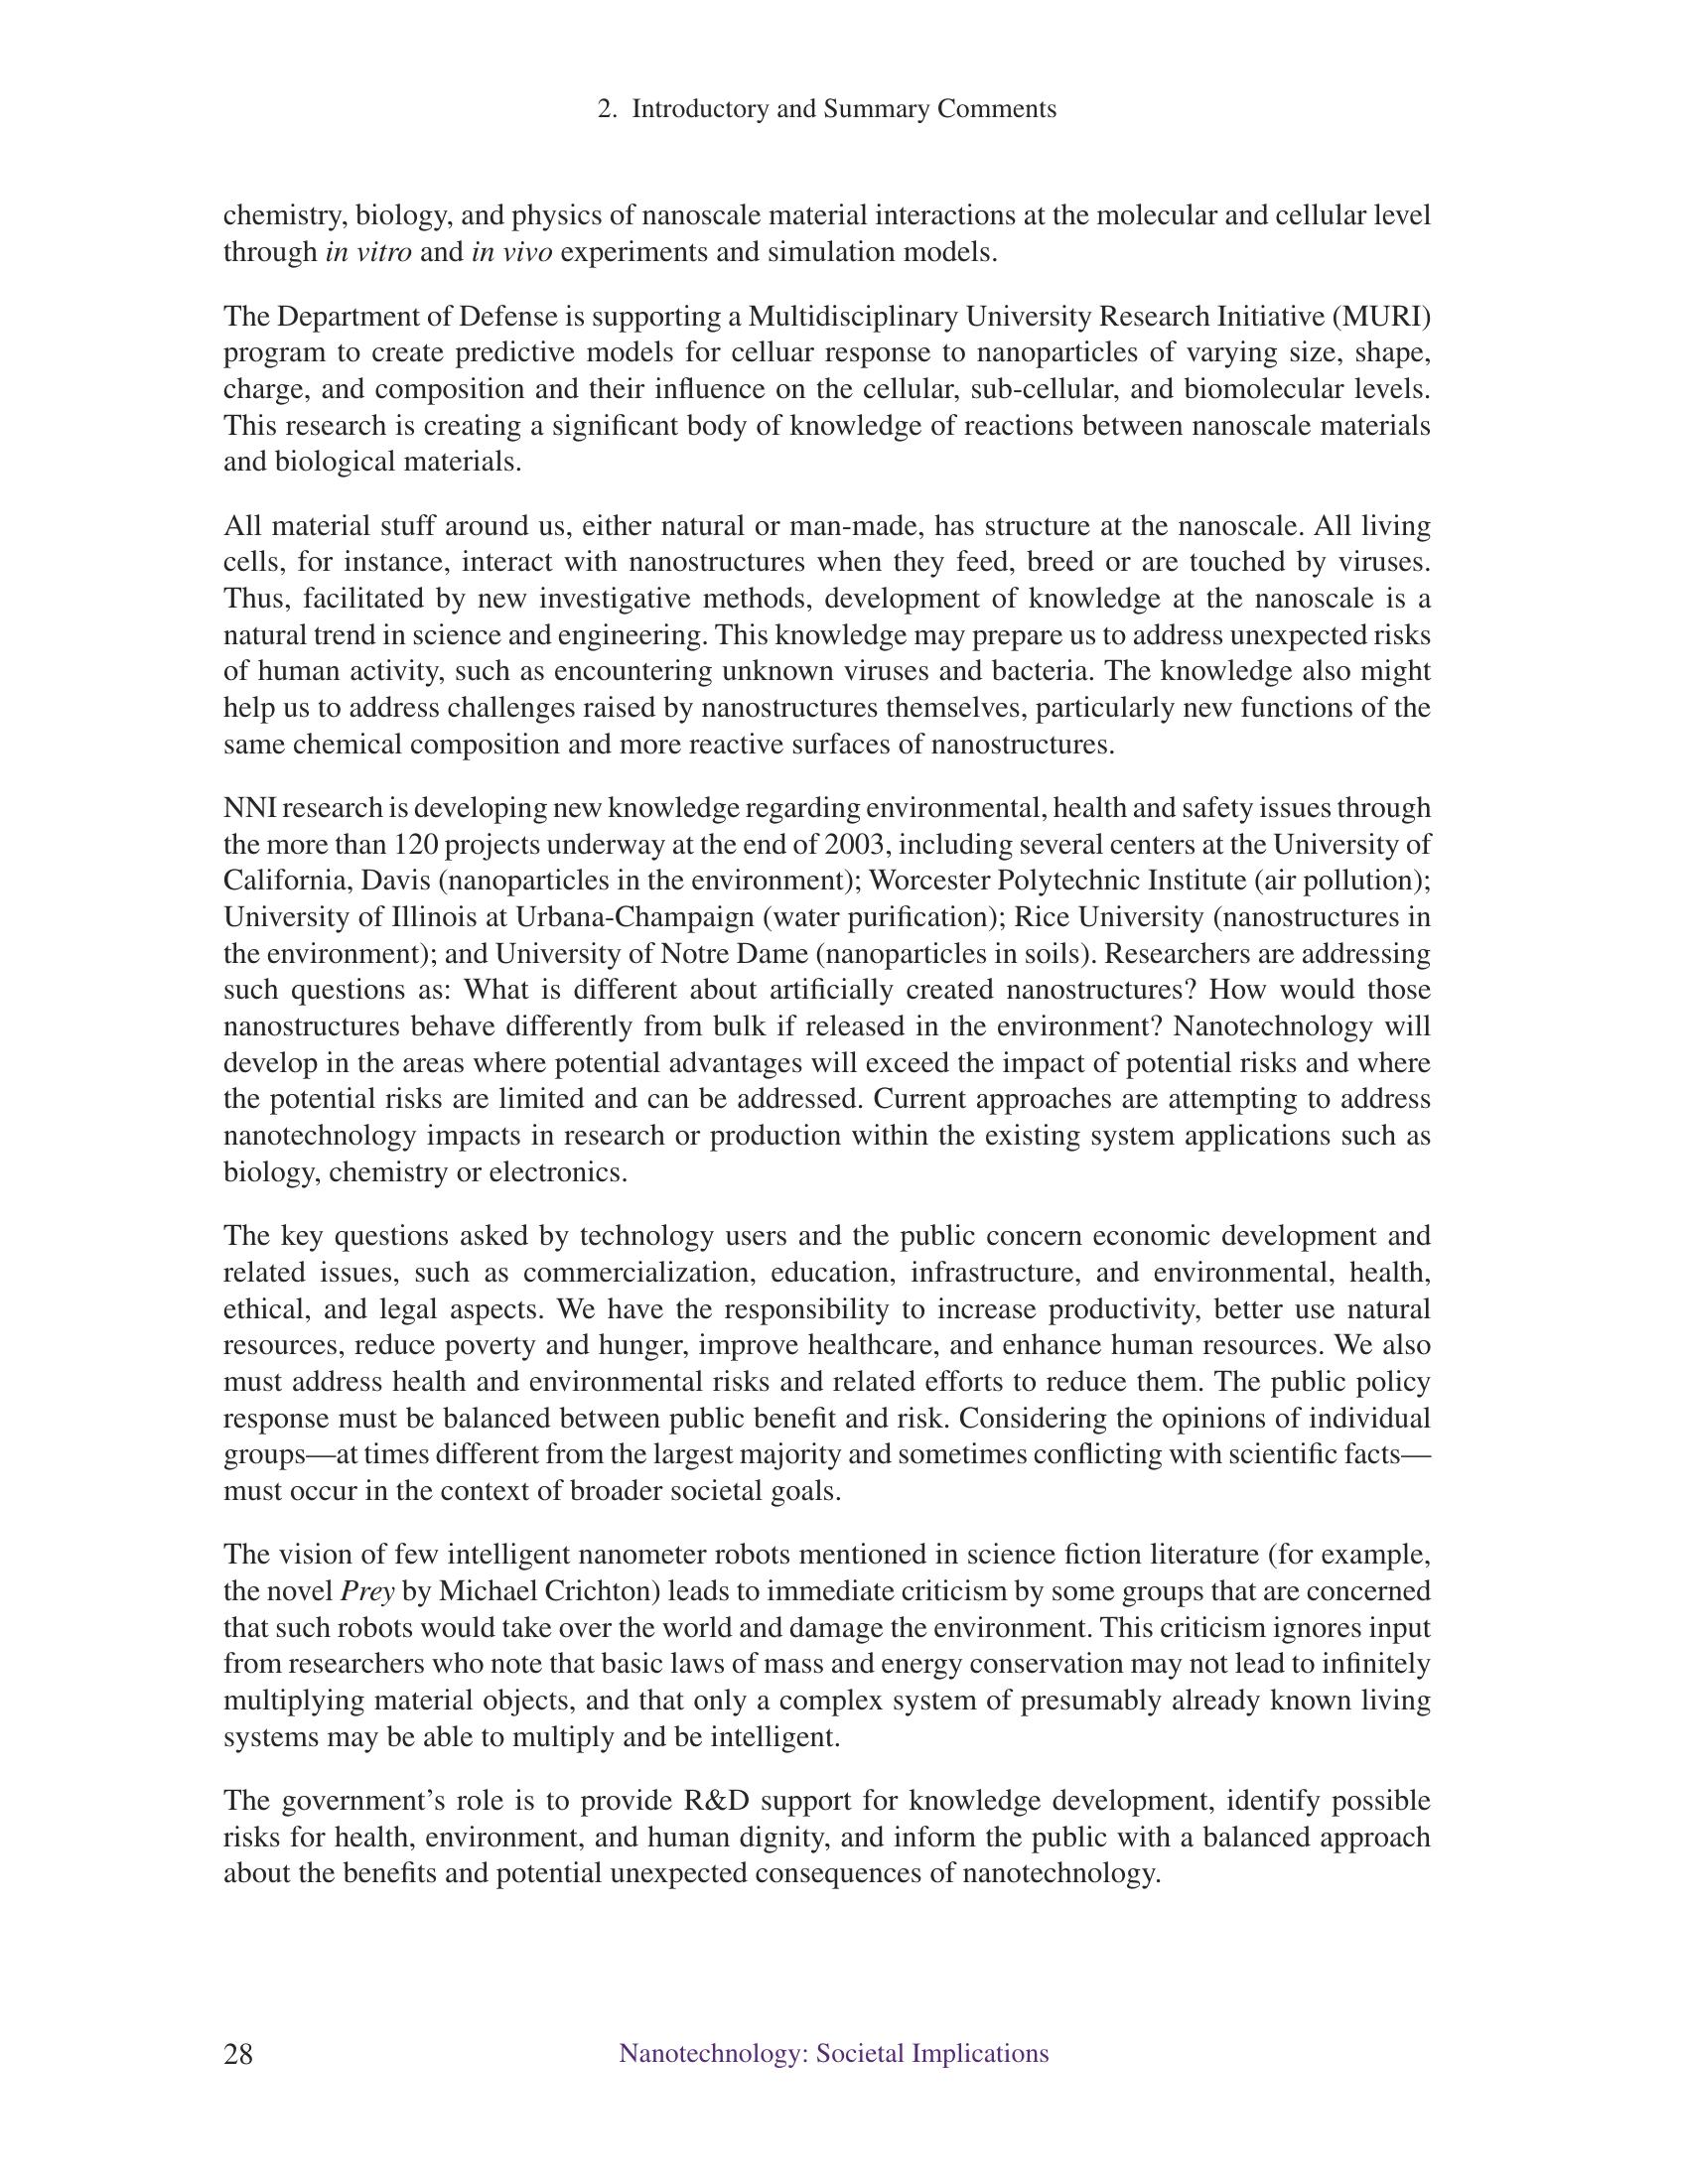 2. Introductory and Summary Comments
chemistry, biology, and physics of nanoscale material interactions at the molecular and cellular level
through in vitro and in vivo experiments and simulation models.
The Department of Defense is supporting a Multidisciplinary University Research Initiative (MURI)
program to create predictive models for celluar response to nanoparticles of varying size, shape,
charge, and composition and their influence on the cellular, sub-cellular, and biomolecular levels.
This research is creating a significant body of knowledge of reactions between nanoscale materials
and biological materials.
All material stuff around us, either natural or man-made, has structure at the nanoscale. All living
cells, for instance, interact with nanostructures when they feed, breed or are touched by viruses.
Thus, facilitated by new investigative methods, development of knowledge at the nanoscale is a
natural trend in science and engineering. This knowledge may prepare us to address unexpected risks
of human activity, such as encountering unknown viruses and bacteria. The knowledge also might
help us to address challenges raised by nanostructures themselves, particularly new functions of the
same chemical composition and more reactive surfaces of nanostructures.
NNI research is developing new knowledge regarding environmental, health and safety issues through
the more than 120 projects underway at the end of 2003, including several centers at the University of
California, Davis (nanoparticles in the environment); Worcester Polytechnic Institute (air pollution);
University of Illinois at Urbana-Champaign (water purification); Rice University (nanostructures in
the environment); and University of Notre Dame (nanoparticles in soils). Researchers are addressing
such questions as: What is different about artificially created nanostructures? How would those
nanostructures behave differently from bulk if released in the environment? Nanotechnology will
develop in the areas where potential advantages will exceed the impact of potential risks and where
the potential risks are limited and can be addressed. Current approaches are attempting to address
nanotechnology impacts in research or production within the existing system applications such as
biology, chemistry or electronics.
The key questions asked by technology users and the public concern economic development and
related issues, such as commercialization, education, infrastructure, and environmental, health,
ethical, and legal aspects. We have the responsibility to increase productivity, better use natural
resources, reduce poverty and hunger, improve healthcare, and enhance human resources. We also
must address health and environmental risks and related efforts to reduce them. The public policy
response must be balanced between public benefit and risk. Considering the opinions of individual
groups—at times different from the largest majority and sometimes conflicting with scientific facts—
must occur in the context of broader societal goals.
The vision of few intelligent nanometer robots mentioned in science fiction literature (for example,
the novel Prey by Michael Crichton) leads to immediate criticism by some groups that are concerned
that such robots would take over the world and damage the environment. This criticism ignores input
from researchers who note that basic laws of mass and energy conservation may not lead to infinitely
multiplying material objects, and that only a complex system of presumably already known living
systems may be able to multiply and be intelligent.
The government’s role is to provide R&D support for knowledge development, identify possible
risks for health, environment, and human dignity, and inform the public with a balanced approach
about the benefits and potential unexpected consequences of nanotechnology.
28 Nanotechnology: Societal Implications